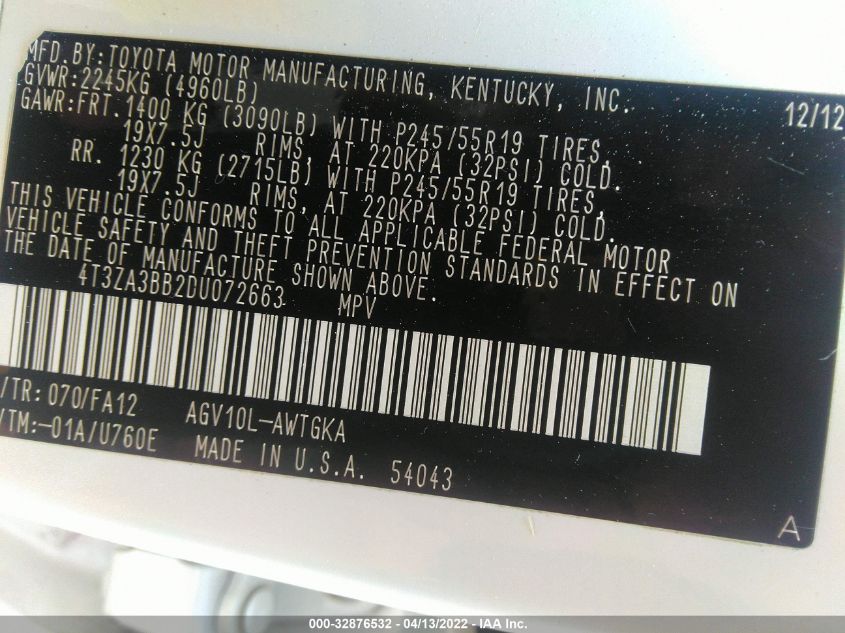 MFD.BY:TOYOTA MOTOR MANUFACTURING, KENTUCKY, INC. 12/12
GVWR:2245KG (4960LB)
GAWR:FRT.1400 KG (3090LB) WITH P245/55R19 TIRES,
19X7.5J RIMS, AT 220KPA (32PSI) COLD.
RR. 1230 KG (2715LB) WITH P245/55R19 TIRES,
19X7.5J RIMS, AT 220KPA (32PSI) COLD.
THIS VEHICLE CONFORMS TO ALL APPLICABLE FEDERAL MOTOR
VEHICLE SAFETY AND THEFT PREVENTION STANDARDS IN EFFECT ON
THE DATE OF MANUFACTURE SHOWN ABOVE.
4T3ZA3BB2DU072663 MPV
/TR: 070/FA12 AGV10L-AWTGKA
/TM:-01A/U760E MADE IN U.S.A. 54043
A
000-32876532 - 04/13/2022 - IAA Inc.